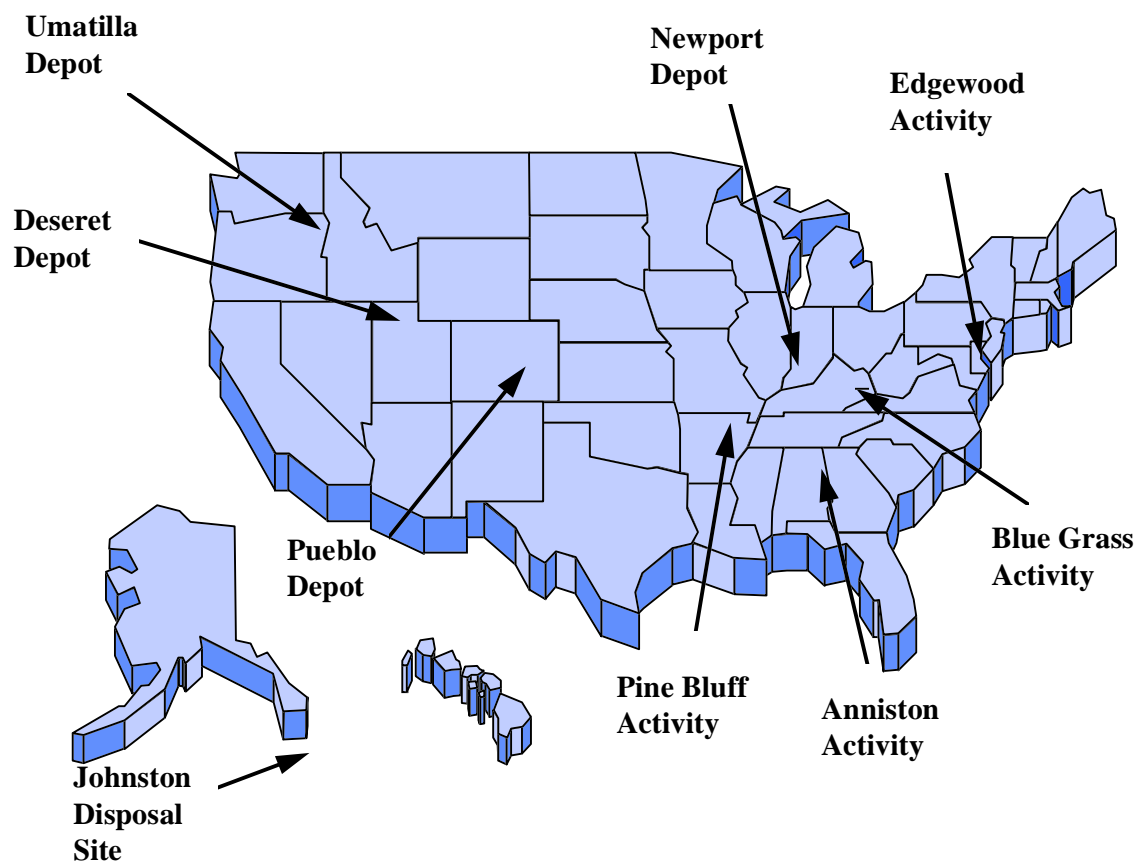 Umatilla
Depot
Newport
Depot
Edgewood
Activity
Deseret
Depot
Pueblo
Depot
Blue Grass
Activity
Pine Bluff
Activity
Anniston
Activity
Johnston
Disposal
Site